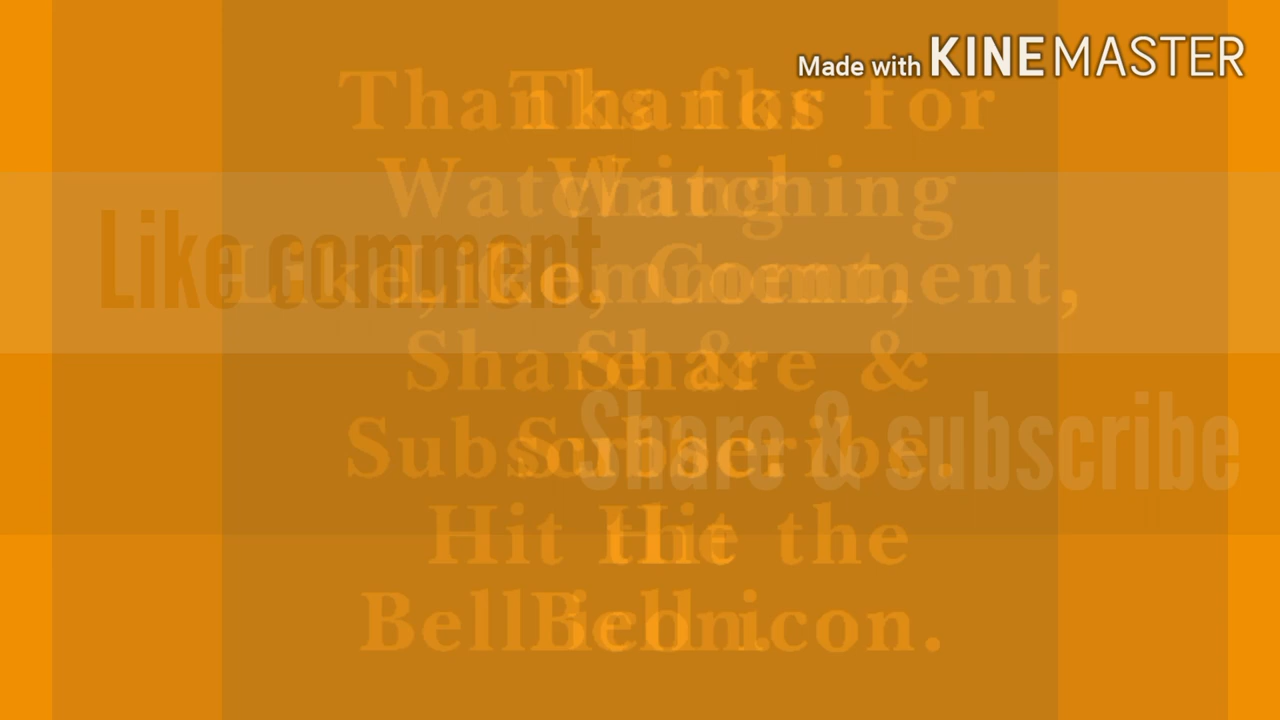 Made with KINEMASTER
Thanks for
Watching
Like, Comment,
Share &
Subscribe.
Hit the
Bell icon.
Like comment
Share & subscribe